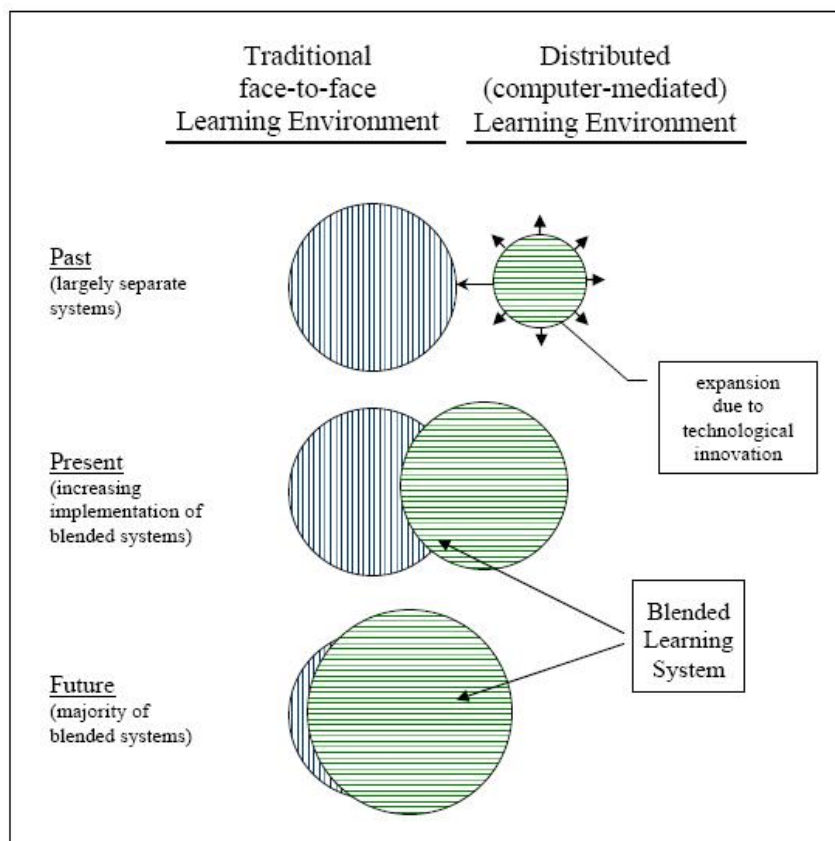 Traditional
face-to-face
Learning Environment
Distributed
(computer-mediated)
Learning Environment
Past
(largely separate
systems)
expansion
due to
technological
innovation
Present
(increasing
implementation of
blended systems)
Blended
Learning
System
Future
(majority of
blended systems)